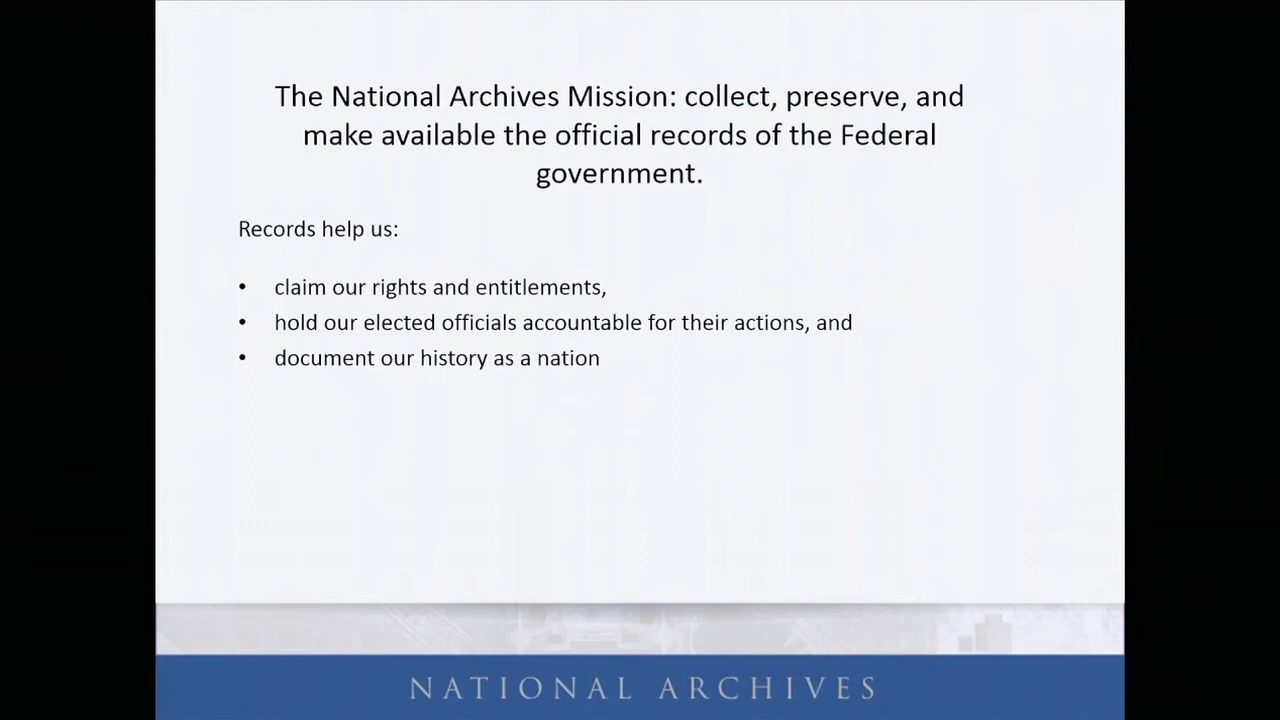 The National Archives Mission: collect, preserve, and
make available the official records of the Federal
government.
Records help us:
• claim our rights and entitlements,
• hold our elected officials accountable for their actions, and
• document our history as a nation
NATIONAL ARCHIVES